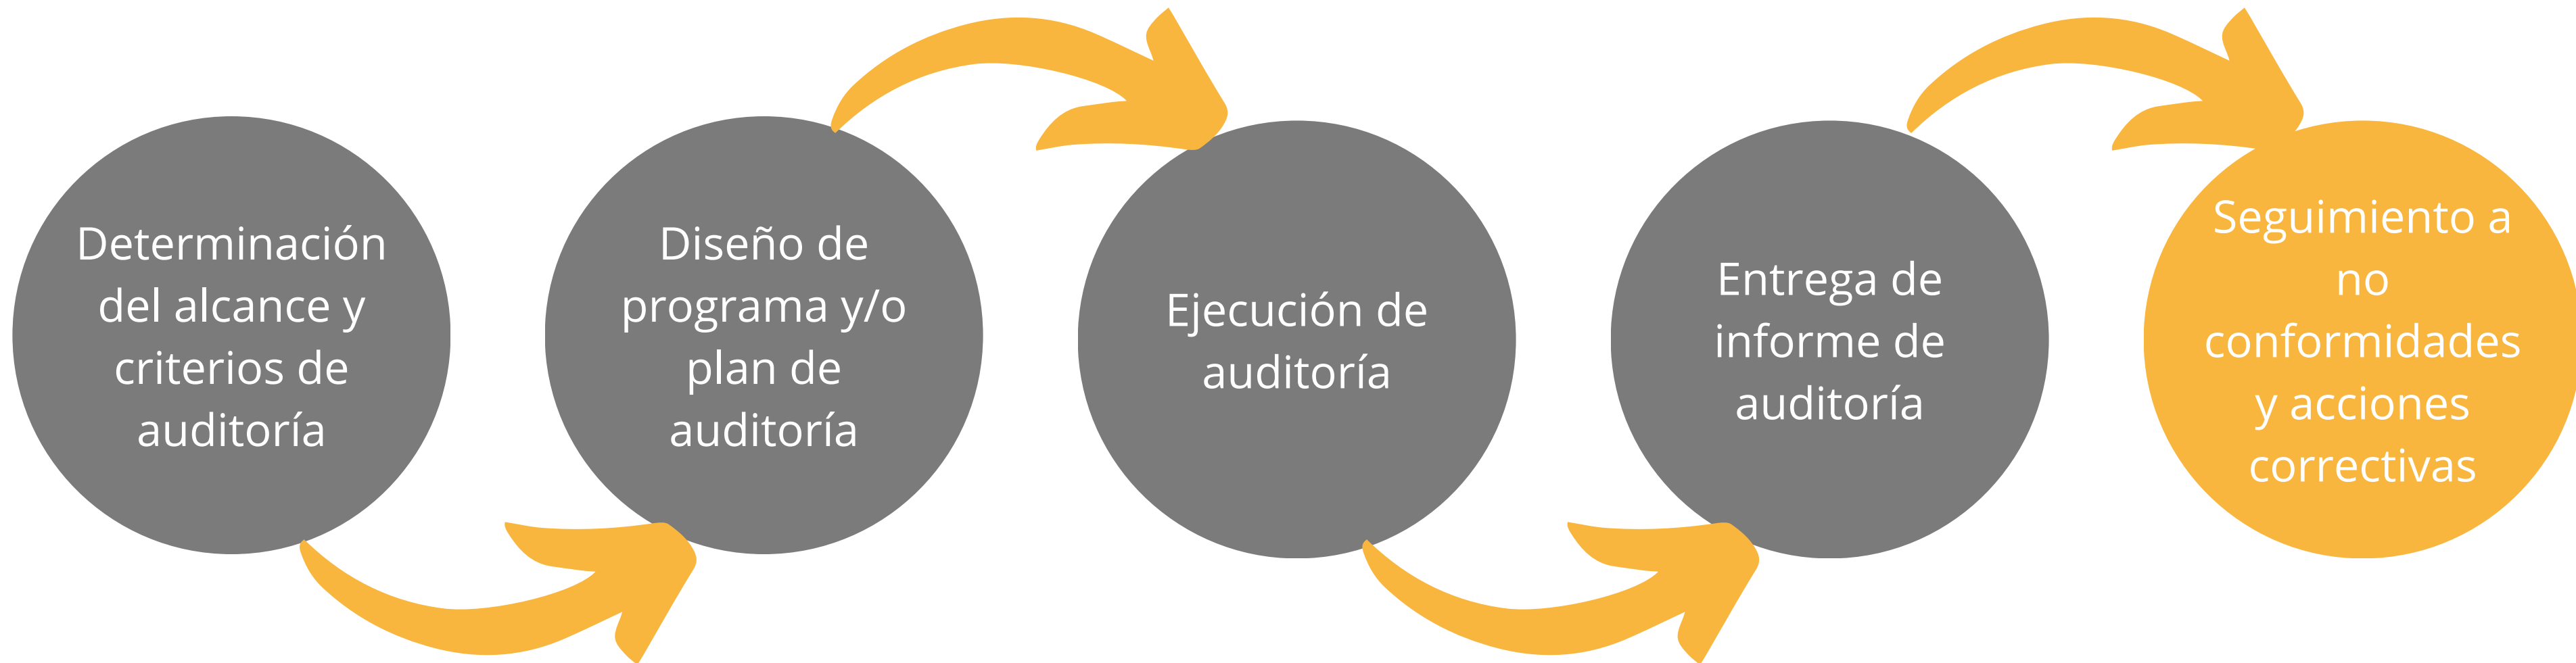 Determinación
del alcance y
criterios de
auditoría
Diseño de
programa y/o
plan de
auditoría
Ejecución de
auditoría
Entrega de
informe de
auditoría
Seguimiento a
no
conformidades
y acciones
correctivas